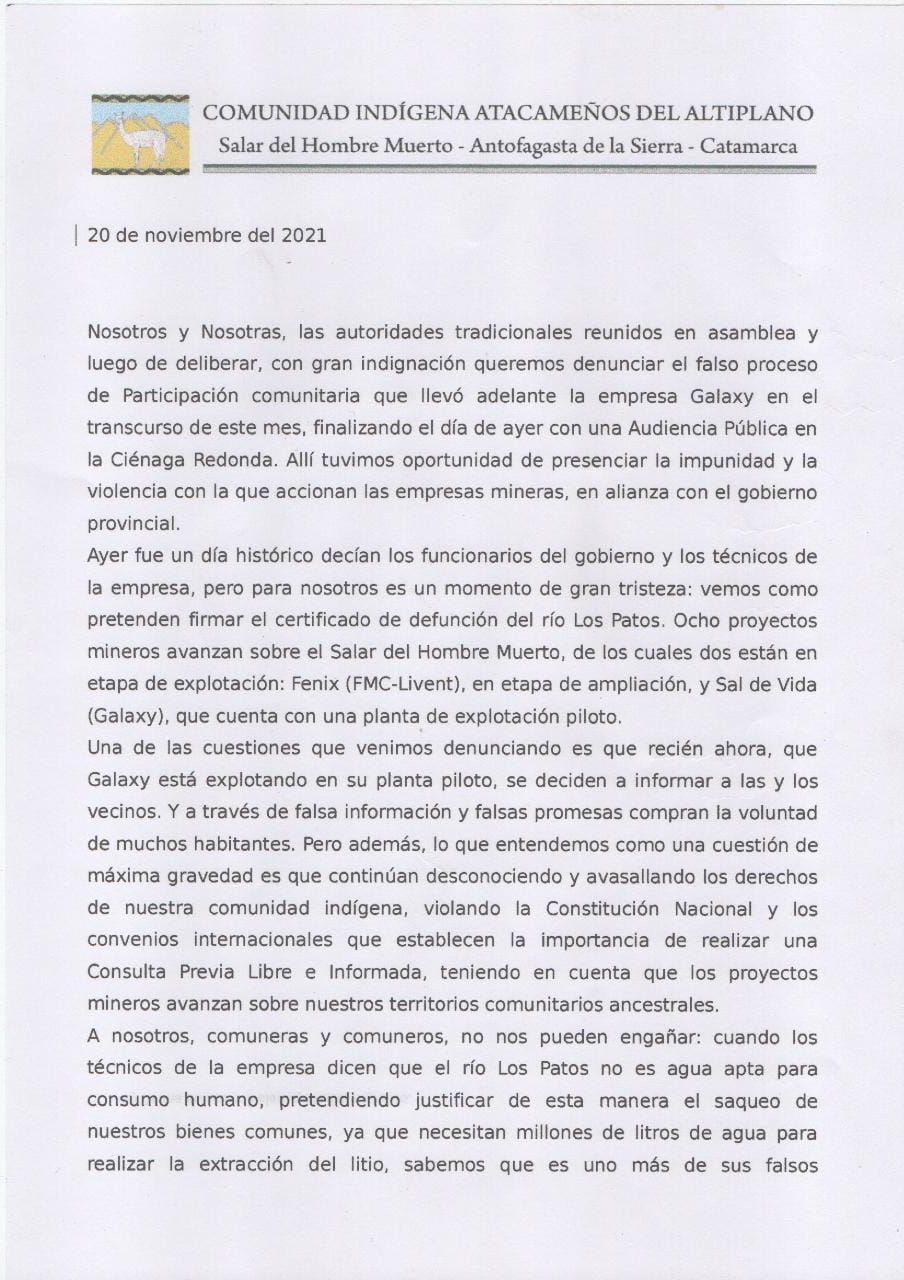 COMUNIDAD INDÍGENA ATACAMEÑOS DEL ALTIPLANO
Salar del Hombre Muerto - Antofagasta de la Sierra - Catamarca
20 de noviembre del 2021
Nosotros y Nosotras, las autoridades tradicionales reunidos en asamblea y
luego de deliberar, con gran indignación queremos denunciar el falso proceso
de Participación comunitaria que llevó adelante la empresa Galaxy en el
transcurso de este mes, finalizando el día de ayer con una Audiencia Pública en
la Ciénaga Redonda. Allí tuvimos oportunidad de presenciar la impunidad y la
violencia con la que accionan las empresas mineras, en alianza con el gobierno
provincial.
Ayer fue un día histórico decían los funcionarios del gobierno y los técnicos de
la empresa, pero para nosotros es un momento de gran tristeza: vemos como
pretenden firmar el certificado de defunción del río Los Patos. Ocho proyectos
mineros avanzan sobre el Salar del Hombre Muerto, de los cuales dos están en
etapa de explotación: Fenix (FMC-Livent), en etapa de ampliación, y Sal de Vida
(Galaxy), que cuenta con una planta de explotación piloto.
Una de las cuestiones que venimos denunciando es que recién ahora, que
Galaxy está explotando en su planta piloto, se deciden a informar a las y los
vecinos. Y a través de falsa información y falsas promesas compran la voluntad
de muchos habitantes. Pero además, lo que entendemos como una cuestión de
máxima gravedad es que continúan desconociendo y avasallando los derechos
de nuestra comunidad indígena, violando la Constitución Nacional y los
convenios internacionales que establecen la importancia de realizar una
Consulta Previa Libre e Informada, teniendo en cuenta que los proyectos
mineros avanzan sobre nuestros territorios comunitarios ancestrales.
A nosotros, comuneras y comuneros, no nos pueden engañar: cuando los
técnicos de la empresa dicen que el río Los Patos no es agua apta para
consumo humano, pretendiendo justificar de esta manera el saqueo de
nuestros bienes comunes, ya que necesitan millones de litros de agua para
realizar la extracción del litio, sabemos que es uno más de sus falsos